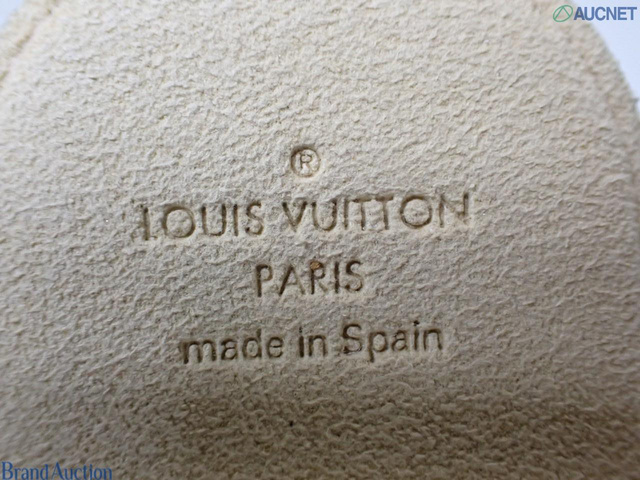 AUCNET
®
LOUIS VUITTON
PARIS
made in Spain
Brand Auction